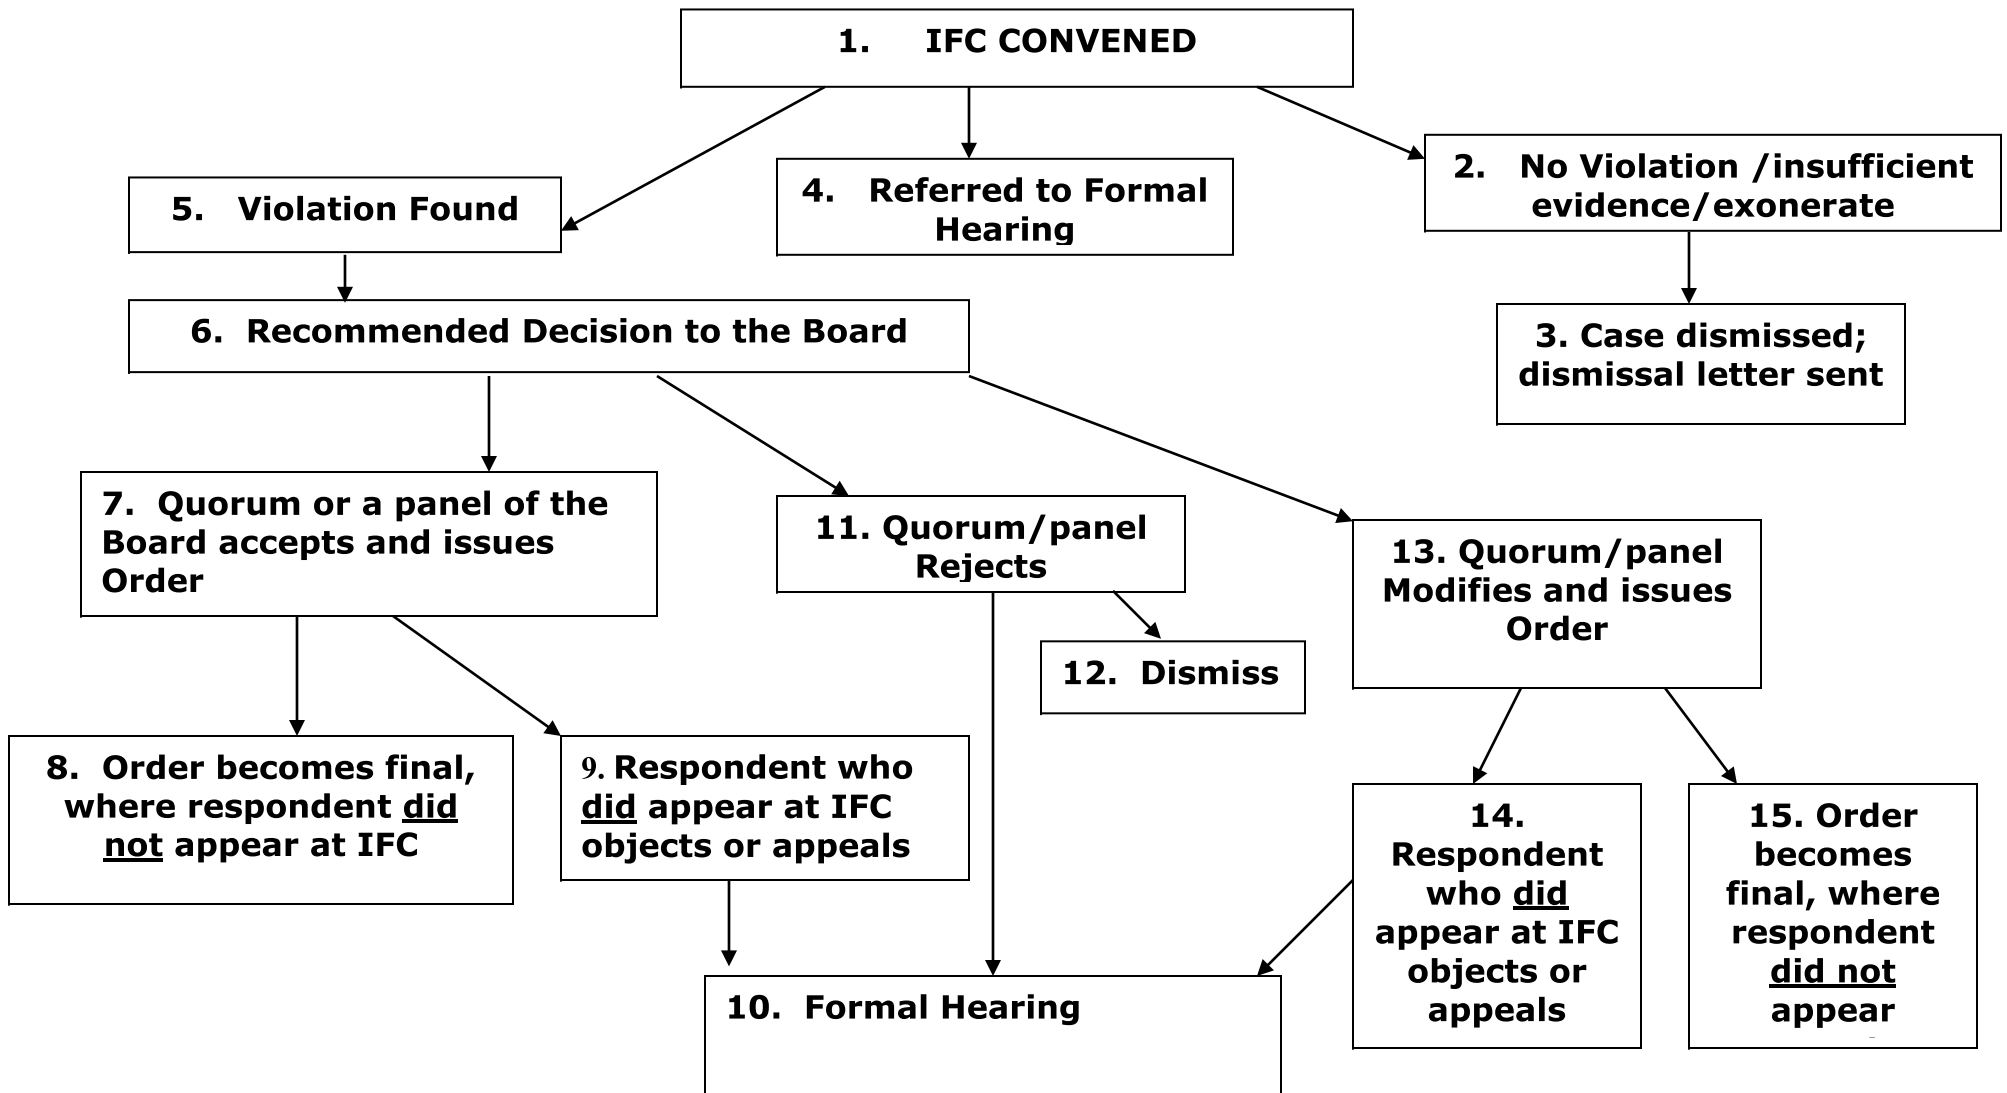 1. IFC CONVENED
2. No Violation /insufficient
evidence/exonerate
4. Referred to Formal
Hearing
5. Violation Found
3. Case dismissed;
dismissal letter sent
6. Recommended Decision to the Board
7. Quorum or a panel of the
Board accepts and issues
Order
11. Quorum/panel
Rejects
13. Quorum/panel
Modifies and issues
Order
12. Dismiss
8. Order becomes final,
where respondent did
not appear at IFC
9. Respondent who
did appear at IFC
objects or appeals
14.
Respondent
who did
appear at IFC
objects or
appeals
15. Order
becomes
final, where
respondent
did not
appear
10. Formal Hearing